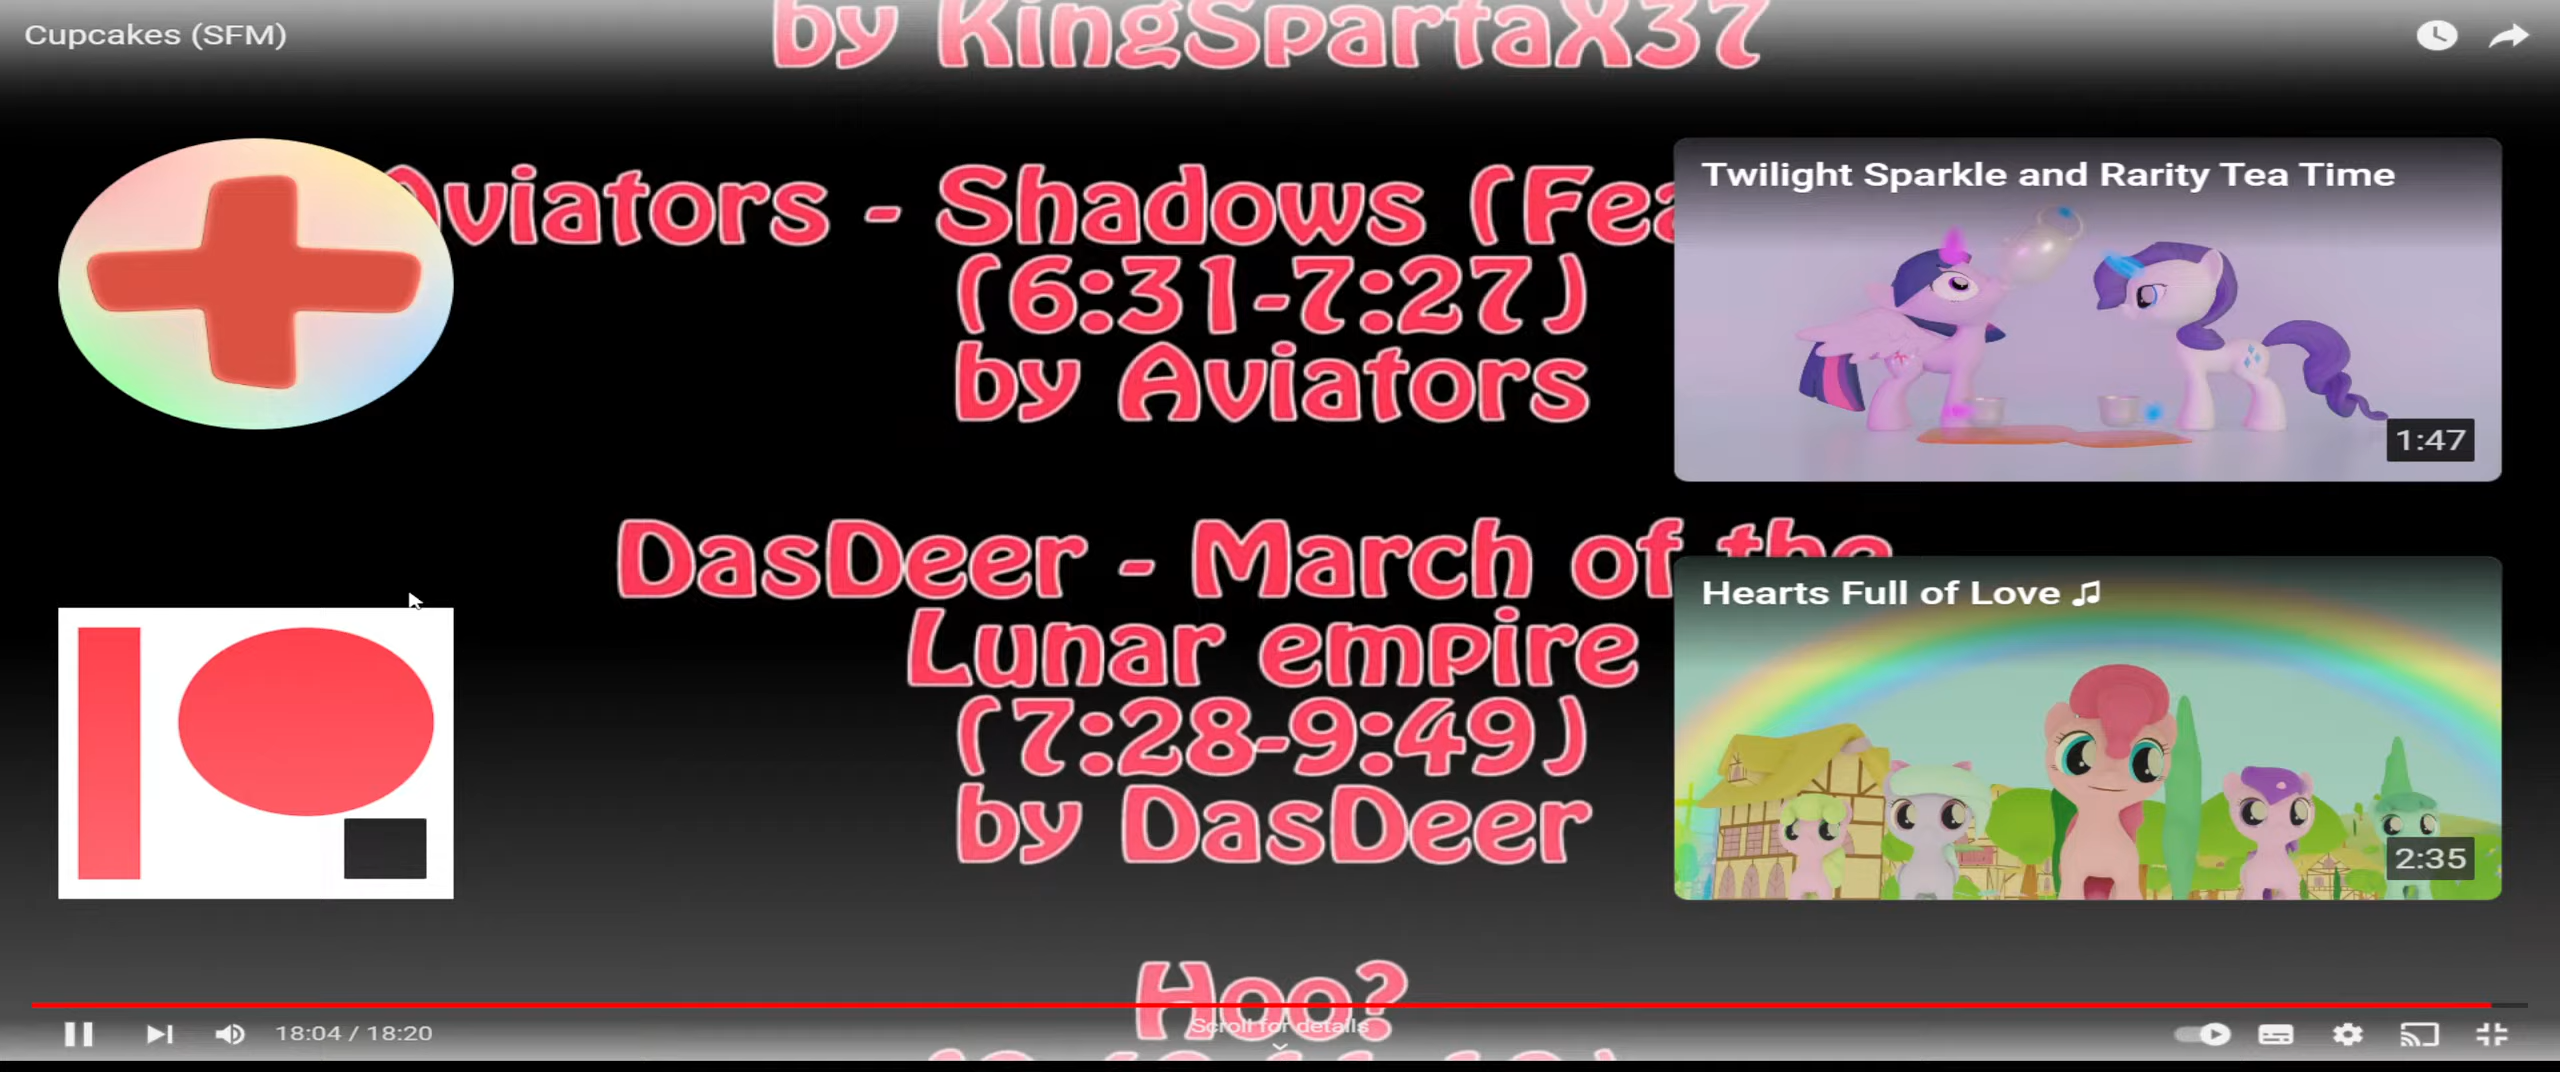 Cupcakes (SFM)
by KingSpartaX37
Aviators - Shadows (Fea
(6:31-7:27)
by Aviators
Twilight Sparkle and Rarity Tea Time
1:47
DasDeer - March of the
Lunar empire
(7:28-9:49)
by DasDeer
Hearts Full of Love ♫
2:35
Hoo?
Scroll for details
18:04 / 18:20